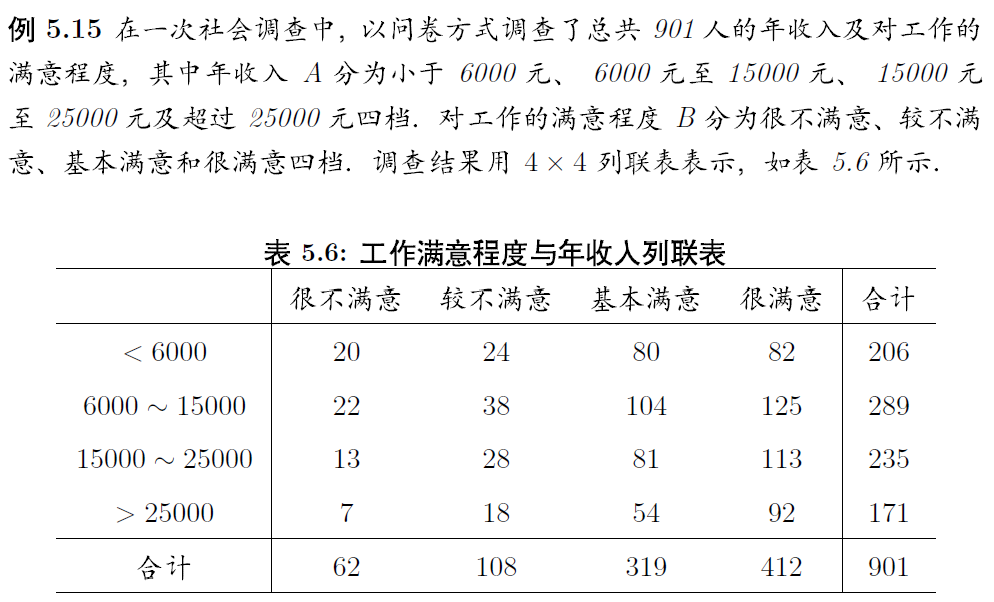 例 5.15 在一次社会调查中, 以问卷方式调查了总共 901 人的年收入及对工作的
满意程度, 其中年收入 A 分为小于 6000 元、 6000 元至 15000 元、 15000 元
至 25000 元及超过 25000 元四档. 对工作的满意程度 B 分为很不满意、较不满
意、基本满意和很满意四档. 调查结果用 4 × 4 列联表表示, 如表 5.6 所示.
表 5.6: 工作满意程度与年收入列联表
很不满意 较不满意 基本满意 很满意 合计
< 6000 20 24 80 82 206
6000 ~ 15000 22 38 104 125 289
15000 ~ 25000 13 28 81 113 235
> 25000 7 18 54 92 171
合计 62 108 319 412 901